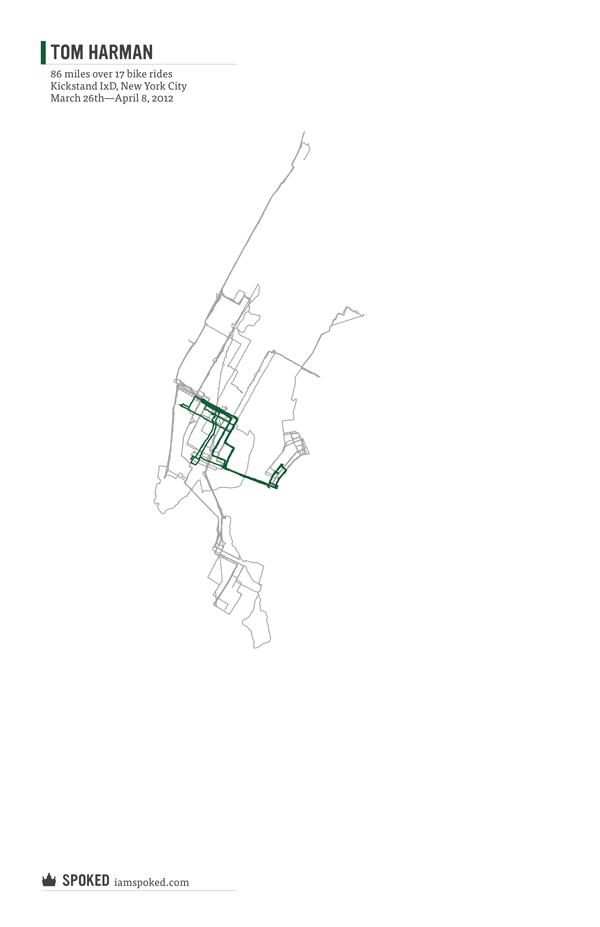 TOM HARMAN
86 miles over 17 bike rides
Kickstand IxD, New York City
March 26th—April 8, 2012
SPOKED iamspoked.com